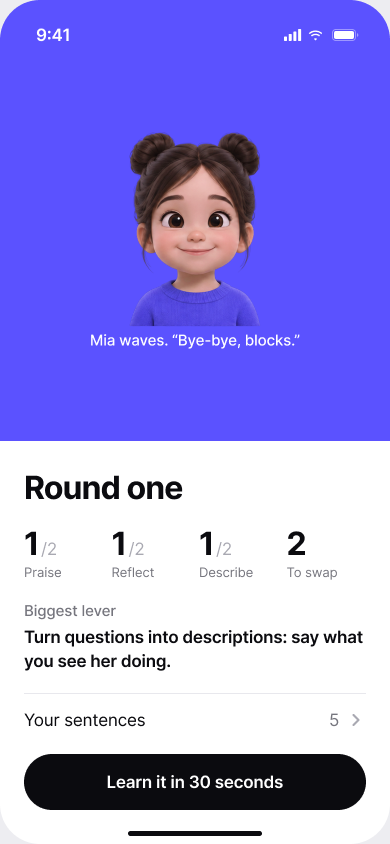 9:41
Mia waves. “Bye-bye, blocks.”
Round one
1/2 1/2 1/2 2
Praise Reflect Describe To swap
Biggest lever
Turn questions into descriptions: say what
you see her doing.
Your sentences 5
Learn it in 30 seconds